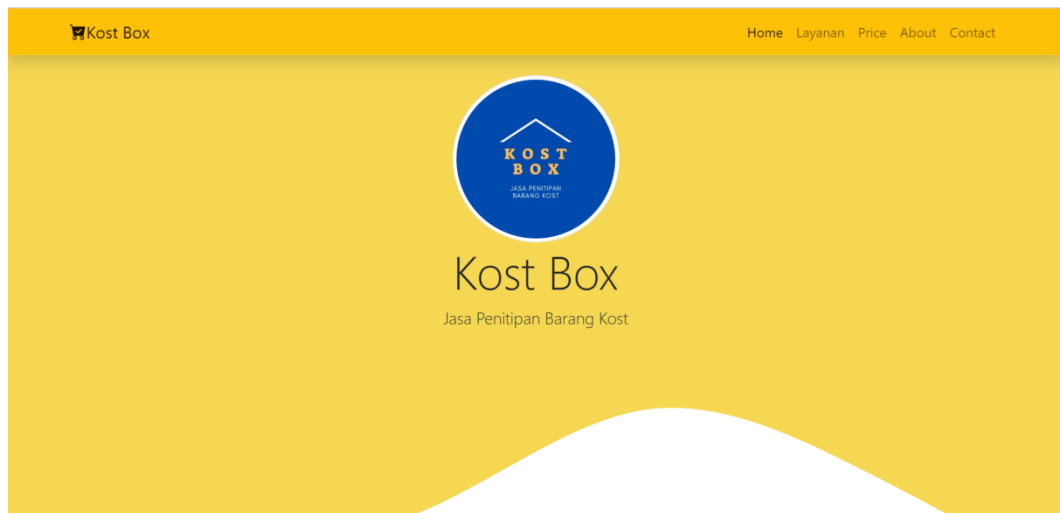 Kost Box
Home Layanan Price About Contact
KOST
BOX
JASA PENITIPAN
BARANG KOST
Kost Box
Jasa Penitipan Barang Kost